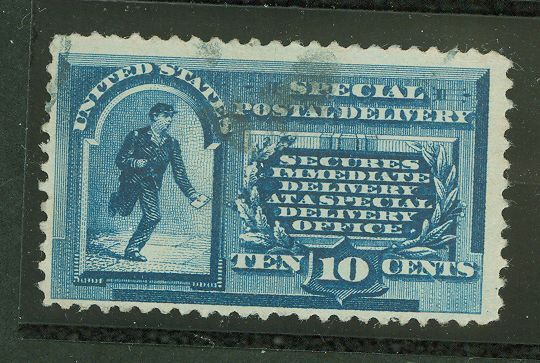 UNITED STATES
SPECIAL
POSTAL DELIVERY
SECURES
IMMEDIATE
DELIVERY
AT A SPECIAL
DELIVERY
OFFICE.
TEN 10 CENTS